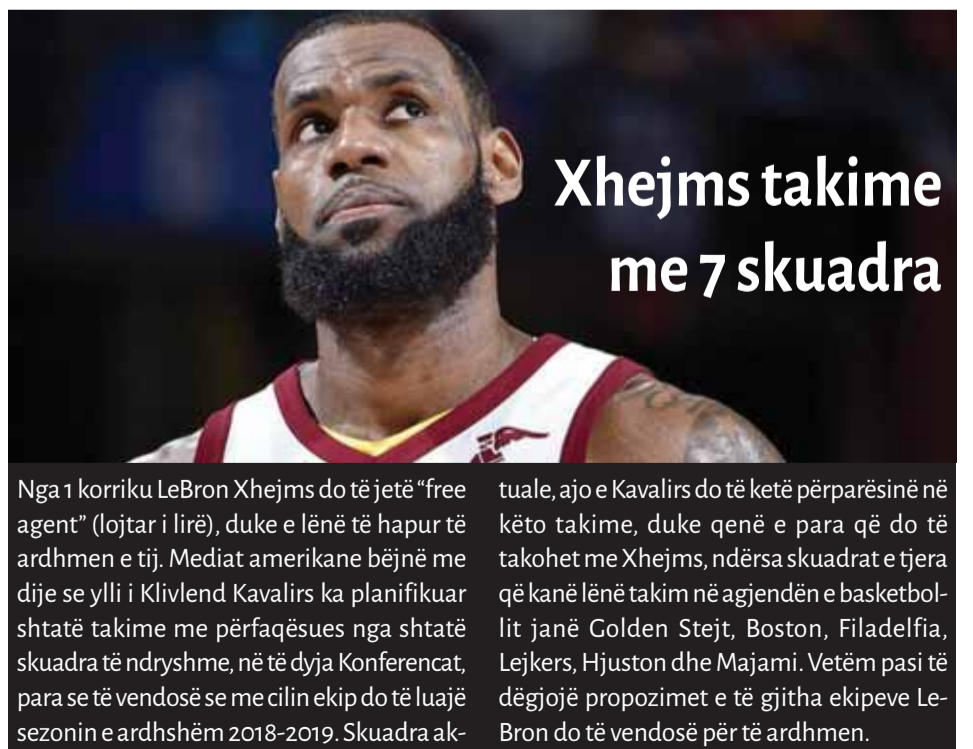 Xhejms takime
me 7 skuadra
Nga 1 korriku LeBron Xhejms do të jetë “free
agent” (lojtar i lirë), duke e lënë të hapur të
ardhmen e tij. Mediat amerikane bëjnë me
dije se ylli i Klivlend Kavalirs ka planifikuar
shtatë takime me përfaqësues nga shtatë
skuadra të ndryshme, në të dyja Konferencat,
para se të vendosë se me cilin ekip do të luajë
sezonin e ardhshëm 2018-2019. Skuadra ak-
tuale, ajo e Kavalirs do të ketë përparësinë në
këto takime, duke qenë e para që do të
takohet me Xhejms, ndërsa skuadrat e tjera
që kanë lënë takim në agjendën e basketbol-
lit janë Golden Stejt, Boston, Filadelfia,
Lejkers, Hjuston dhe Majami. Vetëm pasi të
dëgjojë propozimet e të gjitha ekipeve Le-
Bron do të vendosë për të ardhmen.